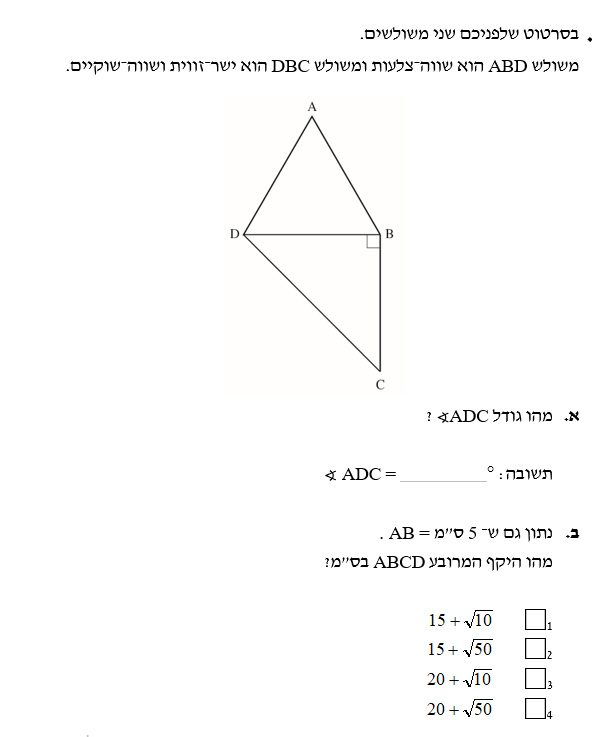 . בסרטוט שלפניכם שני משולשים.
משולש ABD הוא שווה־צלעות ומשולש DBC הוא ישר־זווית ושווה־שוקיים.
A
D
B
C
א. מהו גודל ∢ADC ?
תשובה: ∢ ADC = __________°
ב. נתון גם ש־ AB = 5 ס״מ .
מהו היקף המרובע ABCD בס״מ?
1 15 + √10
2 15 + √50
3 20 + √10
4 20 + √50